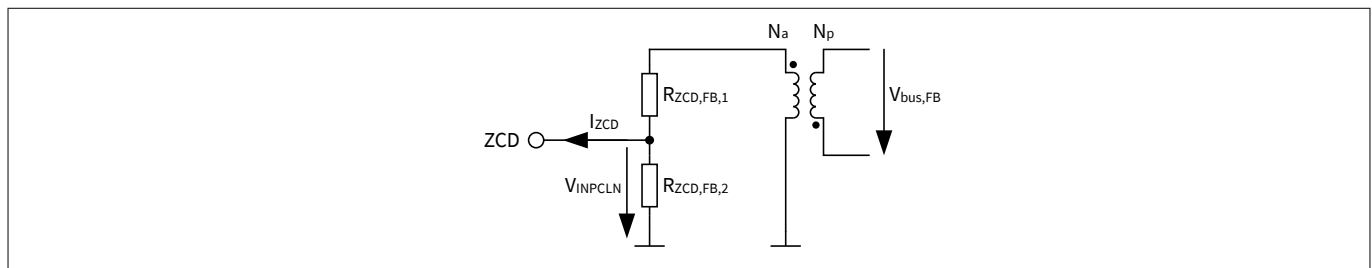 Na Np
RZCD,FB,1
Vbus,FB
IZCD
ZCD
VINPCLN
RZCD,FB,2